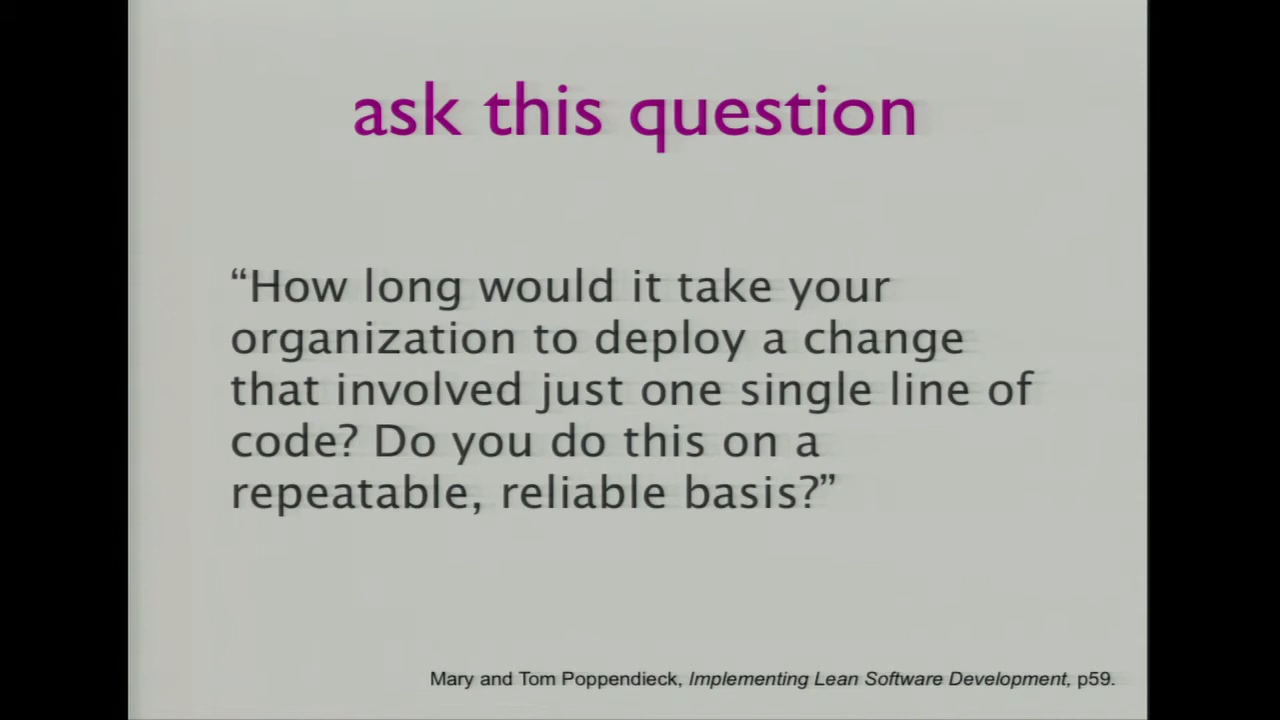 ask this question
“How long would it take your
organization to deploy a change
that involved just one single line of
code? Do you do this on a
repeatable, reliable basis?”
Mary and Tom Poppendieck, Implementing Lean Software Development, p59.